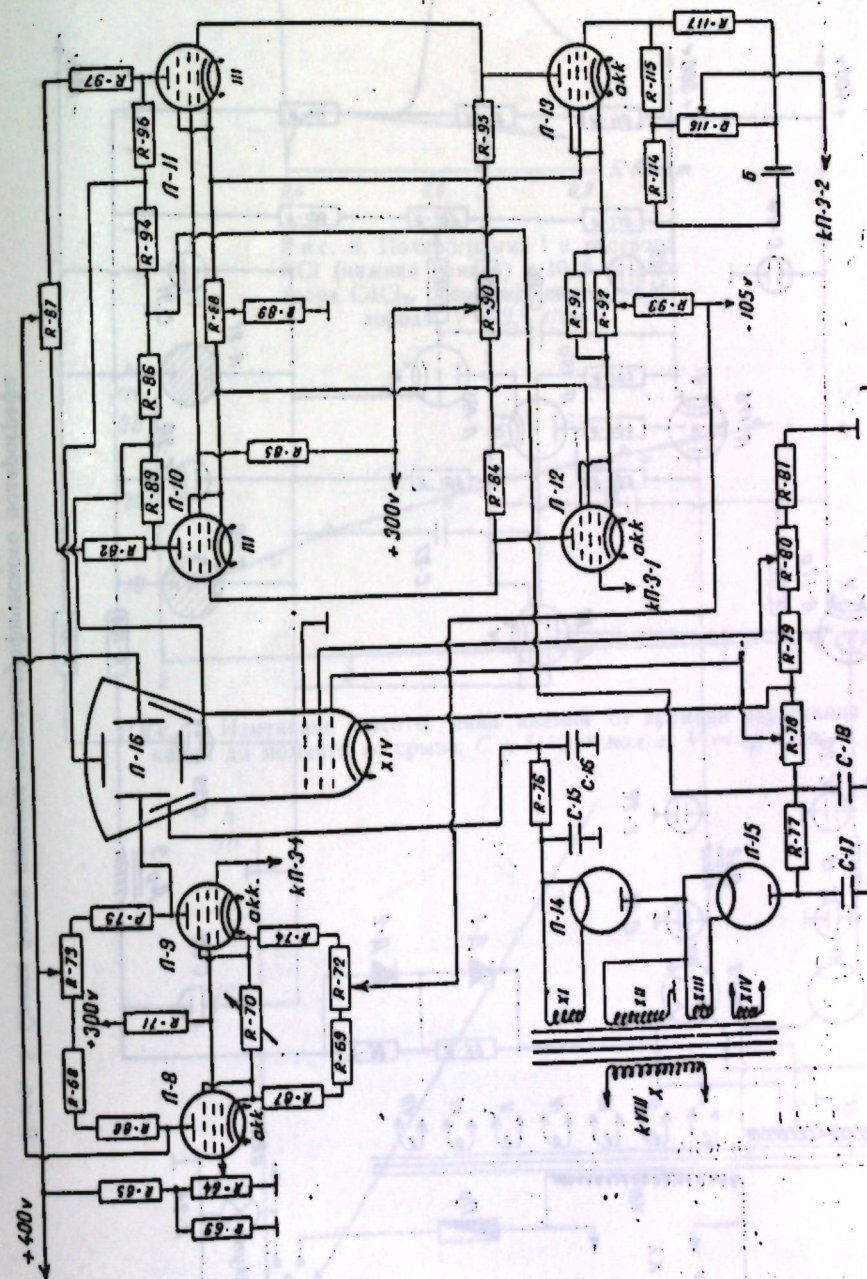 +400v
R-65
R-66
R-68
R-73
P-75
R-87
R-82
R-97
+300v
R-83
R-86
R-94
R-96
R-63
R-64
П-8
R-71
П-9
П-16
П-10
П-11
akk
akk.
III
III
R-67
R-70
R-74
кП-3-4
R-88
R-69
R-72
R-85
R-89
XIV
+300v
R-84
R-90
R-95
П-12
П-13
R-76
C-15
C-16
кП-3-1
akk
R-91
R-92
akk
XI
П-14
R-93
-105v
R-114
R-115
R-117
R-116
к VIII
X
XII
XIII
XIV
П-15
R-77
R-78
R-79
R-80
R-81
Б
C-17
C-18
кП-3-2